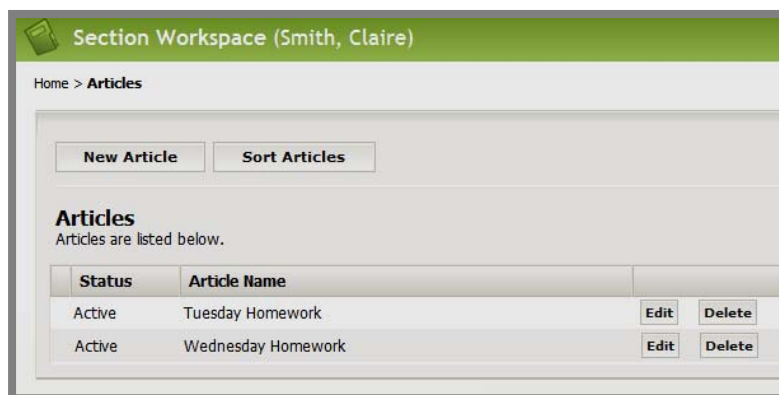 Section Workspace (Smith, Claire)
Home > Articles
New Article Sort Articles
Articles
Articles are listed below.
Status Article Name
Active Tuesday Homework Edit Delete
Active Wednesday Homework Edit Delete